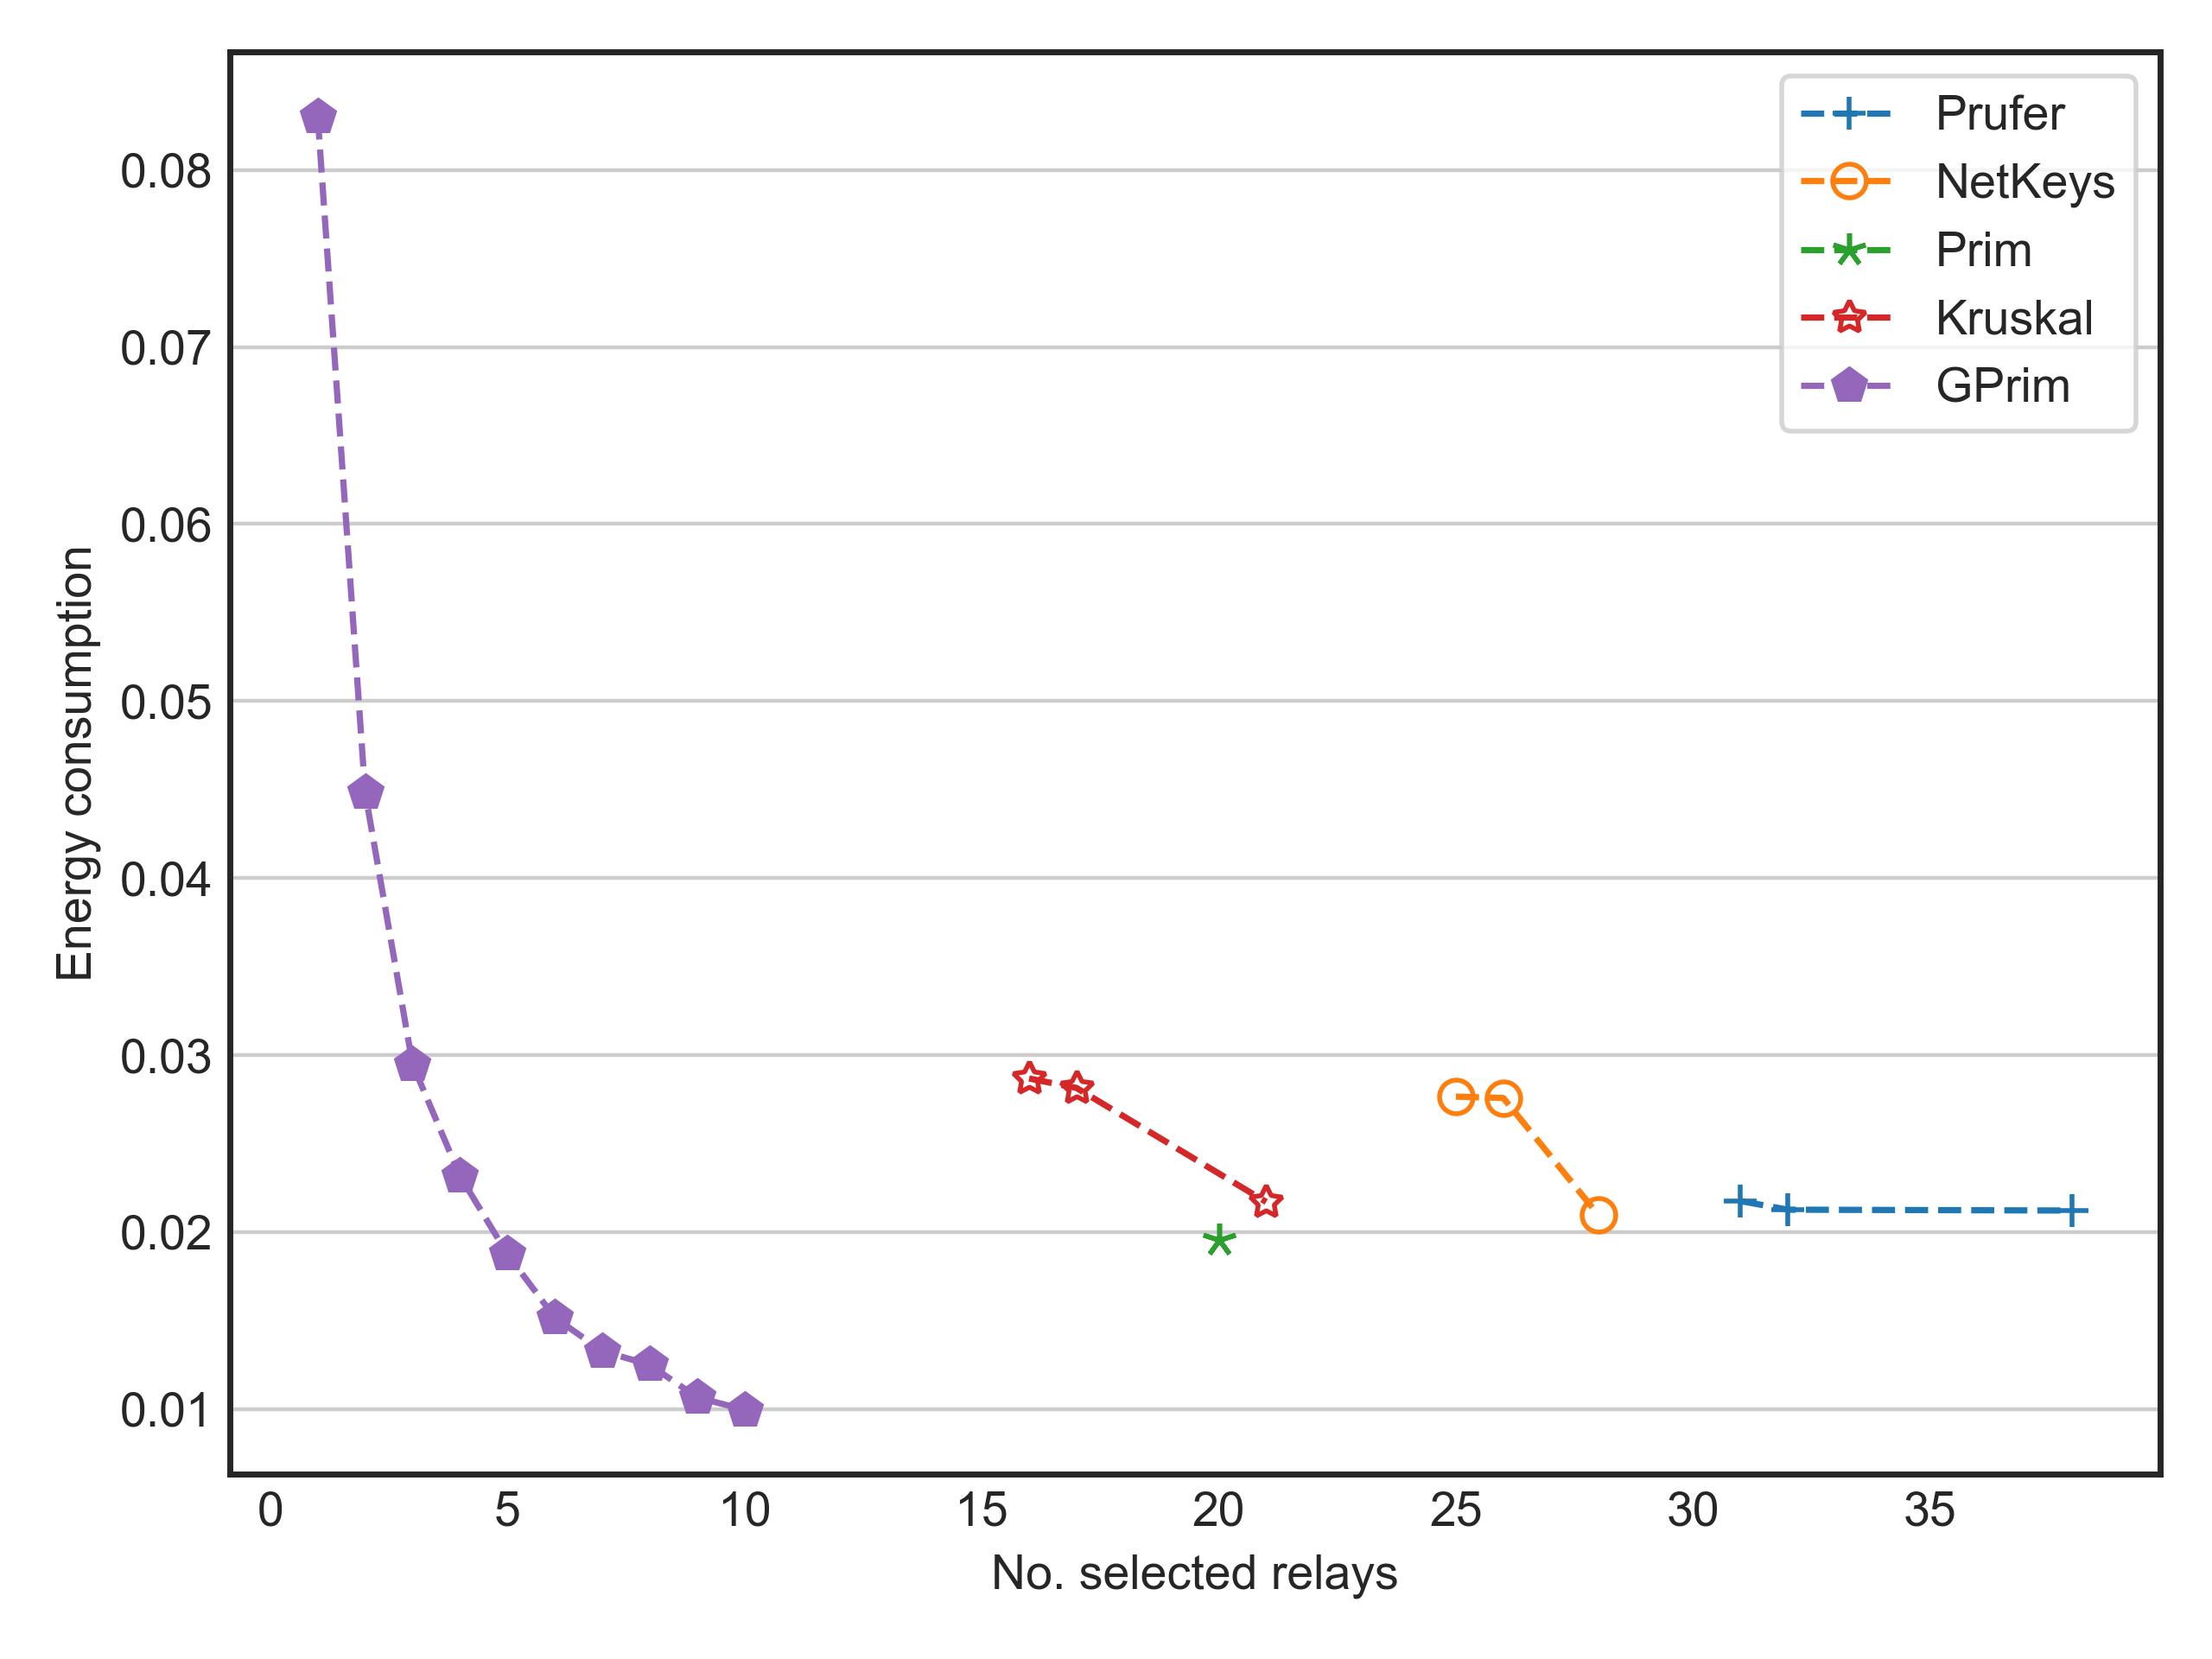 Prufer
NetKeys
Prim
Kruskal
GPrim
0.08
0.07
0.06
0.05
0.04
0.03
0.02
0.01
Energy consumption
0 5 10 15 20 25 30 35
No. selected relays